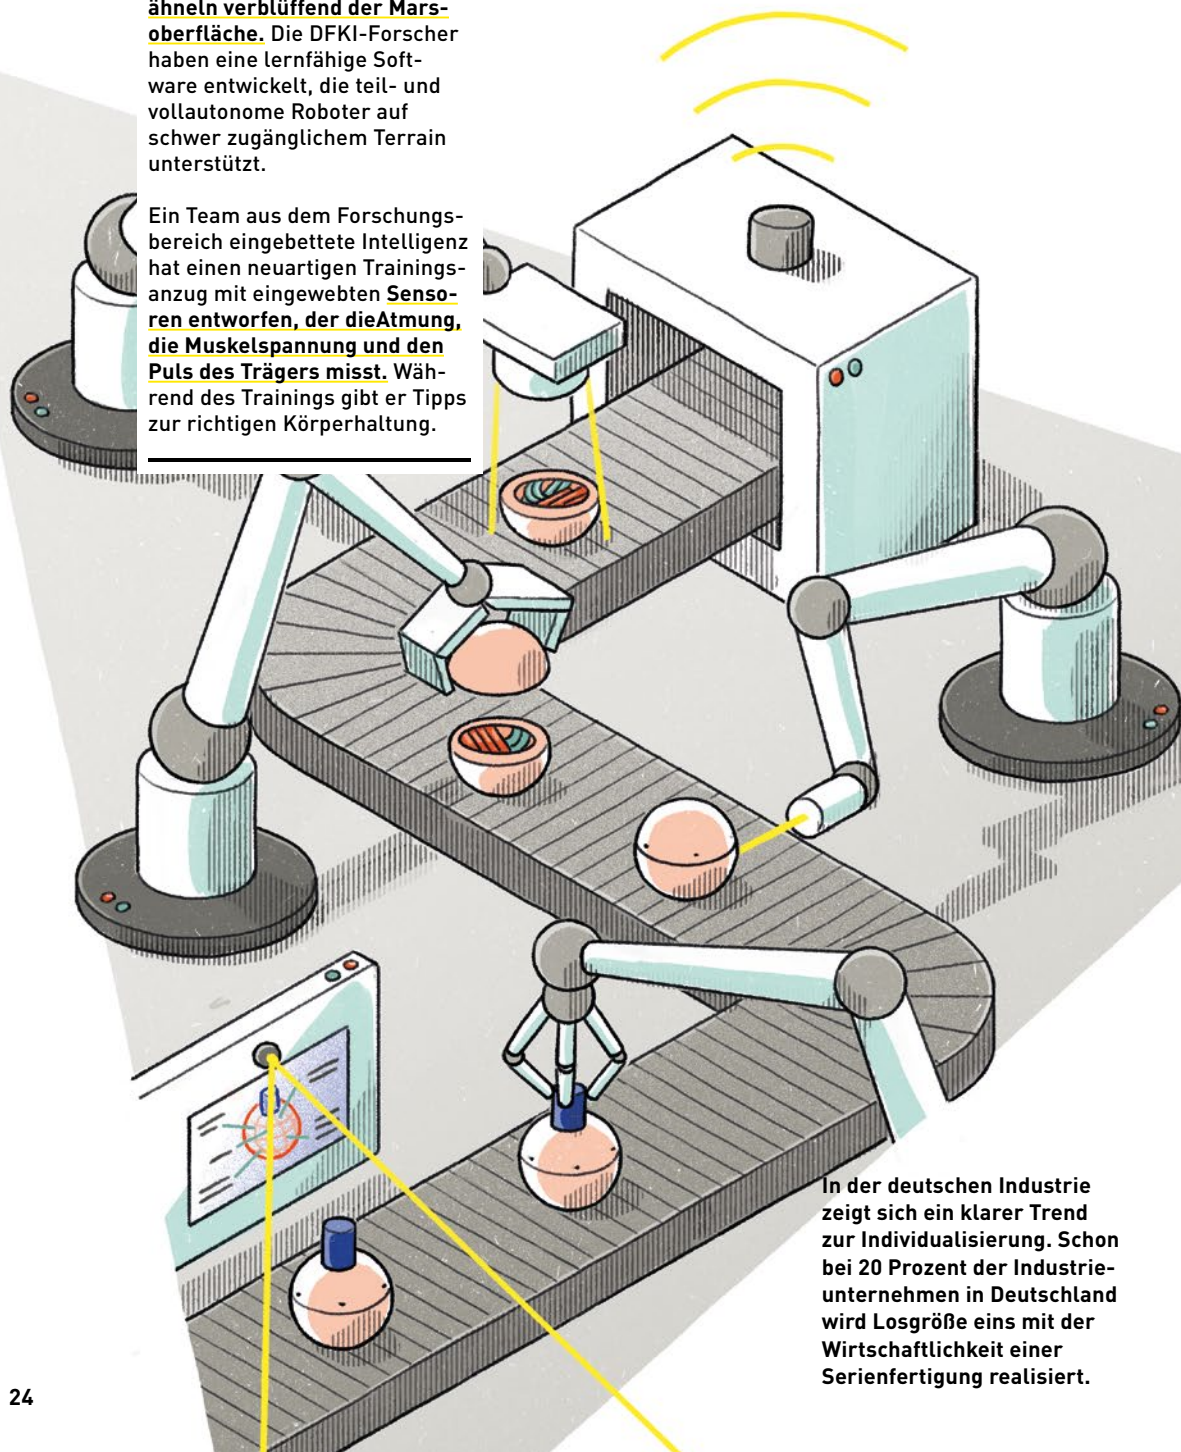 ähneln verblüffend der Mars-
oberfläche. Die DFKI-Forscher
haben eine lernfähige Soft-
ware entwickelt, die teil- und
vollautonome Roboter auf
schwer zugänglichem Terrain
unterstützt.
Ein Team aus dem Forschungs-
bereich eingebettete Intelligenz
hat einen neuartigen Trainings-
anzug mit eingewebten Senso-
ren entworfen, der dieAtmung,
die Muskelspannung und den
Puls des Trägers misst. Wäh-
rend des Trainings gibt er Tipps
zur richtigen Körperhaltung.
In der deutschen Industrie
zeigt sich ein klarer Trend
zur Individualisierung. Schon
bei 20 Prozent der Industrie-
unternehmen in Deutschland
wird Losgröße eins mit der
Wirtschaftlichkeit einer
Serienfertigung realisiert.
24